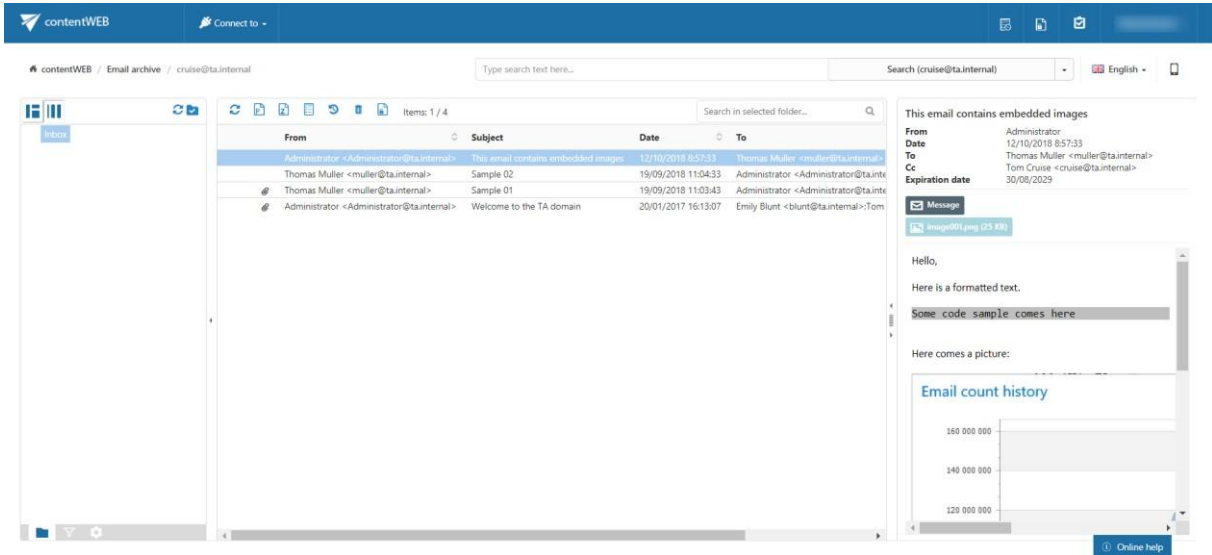 contentWEB Connect to
contentWEB / Email archive / cruise@ta.internal Type search text here... Search (cruise@ta.internal) English
Inbox
Items: 1 / 4 Search in selected folder...
From Subject Date To
Administrator <Administrator@ta.internal> This email contains embedded images 12/10/2018 8:57:33 Thomas Muller <muller@ta.internal>
Thomas Muller <muller@ta.internal> Sample 02 19/09/2018 11:04:33 Administrator <Administrator@ta.inte
Thomas Muller <muller@ta.internal> Sample 01 19/09/2018 11:03:43 Administrator <Administrator@ta.inte
Administrator <Administrator@ta.internal> Welcome to the TA domain 20/01/2017 16:13:07 Emily Blunt <blunt@ta.internal>;Tom
This email contains embedded images
From Administrator
Date 12/10/2018 8:57:33
To Thomas Muller <muller@ta.internal>
Cc Tom Cruise <cruise@ta.internal>
Expiration date 30/08/2029
Message
image001.png (25 KB)
Hello,
Here is a formatted text.
Some code sample comes here
Here comes a picture:
Email count history
160 000 000
140 000 000
120 000 000
Online help